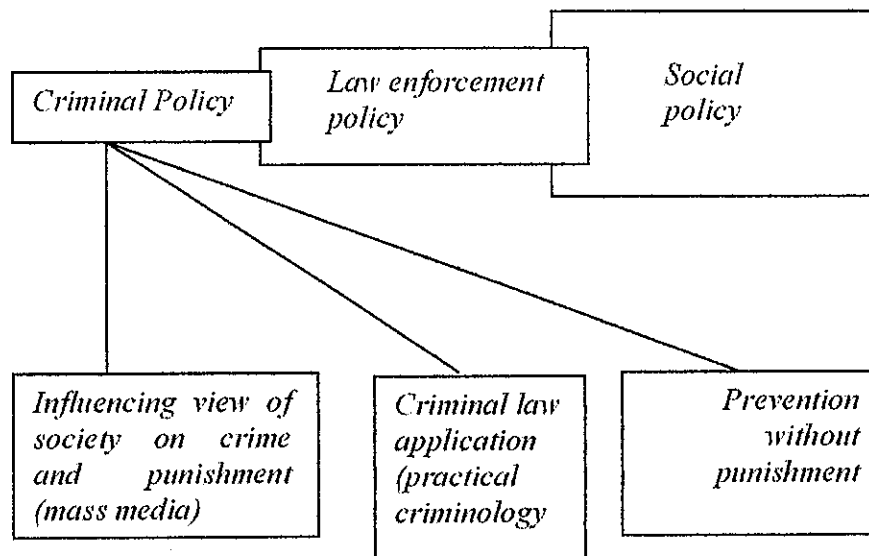 Criminal Policy
Law enforcement
policy
Social
policy
Influencing view of
society on crime
and punishment
(mass media)
Criminal law
application
(practical
criminology
Prevention
without
punishment